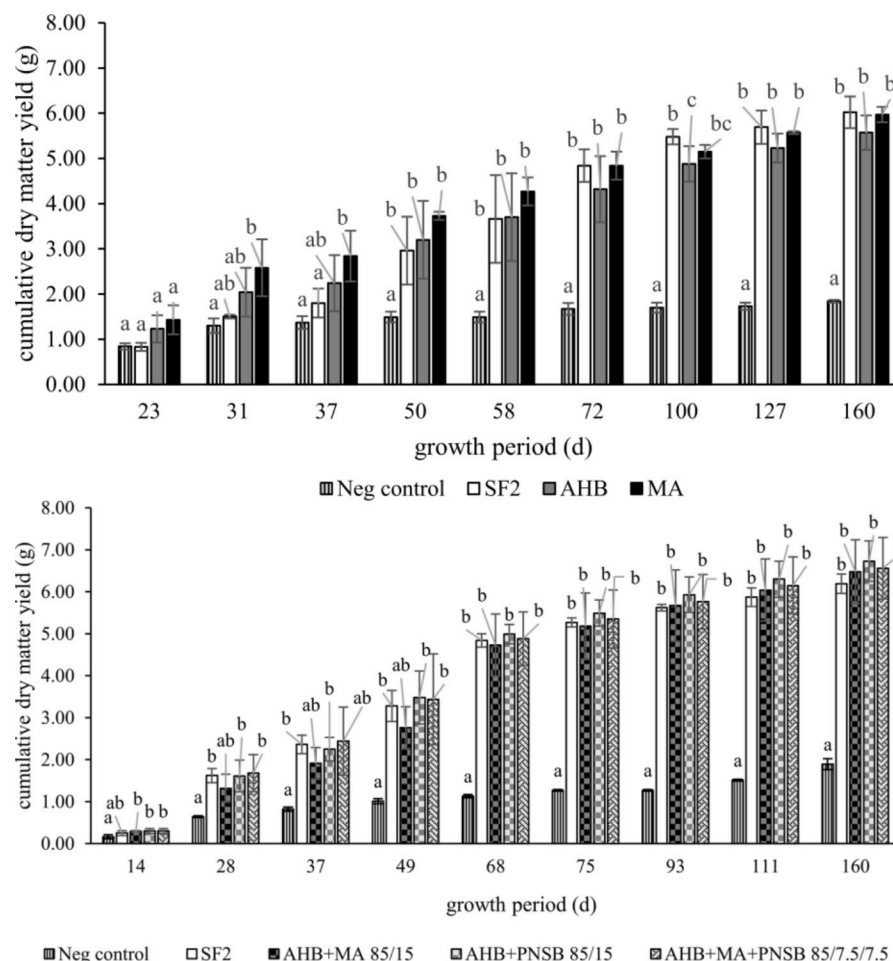 cumulative dry matter yield (g)
8.00
7.00
6.00
5.00
4.00
3.00
2.00
1.00
0.00
a a a a
a ab ab b
a a ab b
a b b b
a b b b
a b b b
a b c bc
a b b b
a b b b
23 31 37 50 58 72 100 127 160
growth period (d)
Neg control SF2 AHB MA
cumulative dry matter yield (g)
8.00
7.00
6.00
5.00
4.00
3.00
2.00
1.00
0.00
a ab b b b
a b ab b b
a b ab b ab
a b ab b b
a b b b b
a b b b b
a b b b b
a b b b b
a b b b b
14 28 37 49 68 75 93 111 160
growth period (d)
Neg control SF2 AHB+MA 85/15 AHB+PNSB 85/15 AHB+MA+PNSB 85/7.5/7.5